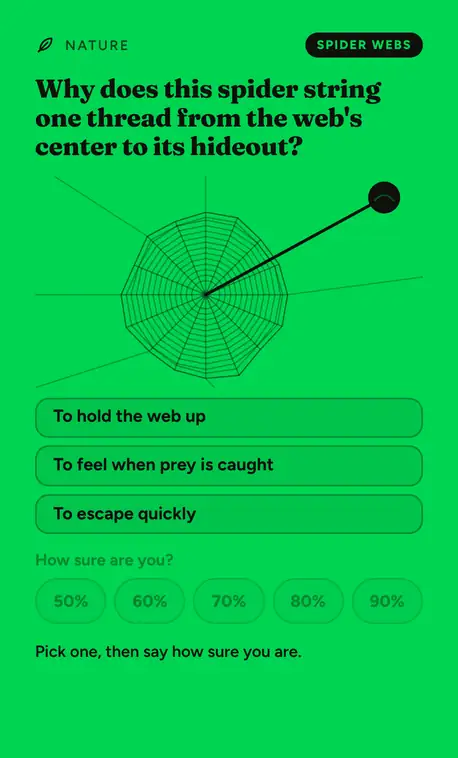 NATURE
SPIDER WEBS
Why does this spider string
one thread from the web's
center to its hideout?
To hold the web up
To feel when prey is caught
To escape quickly
How sure are you?
50% 60% 70% 80% 90%
Pick one, then say how sure you are.